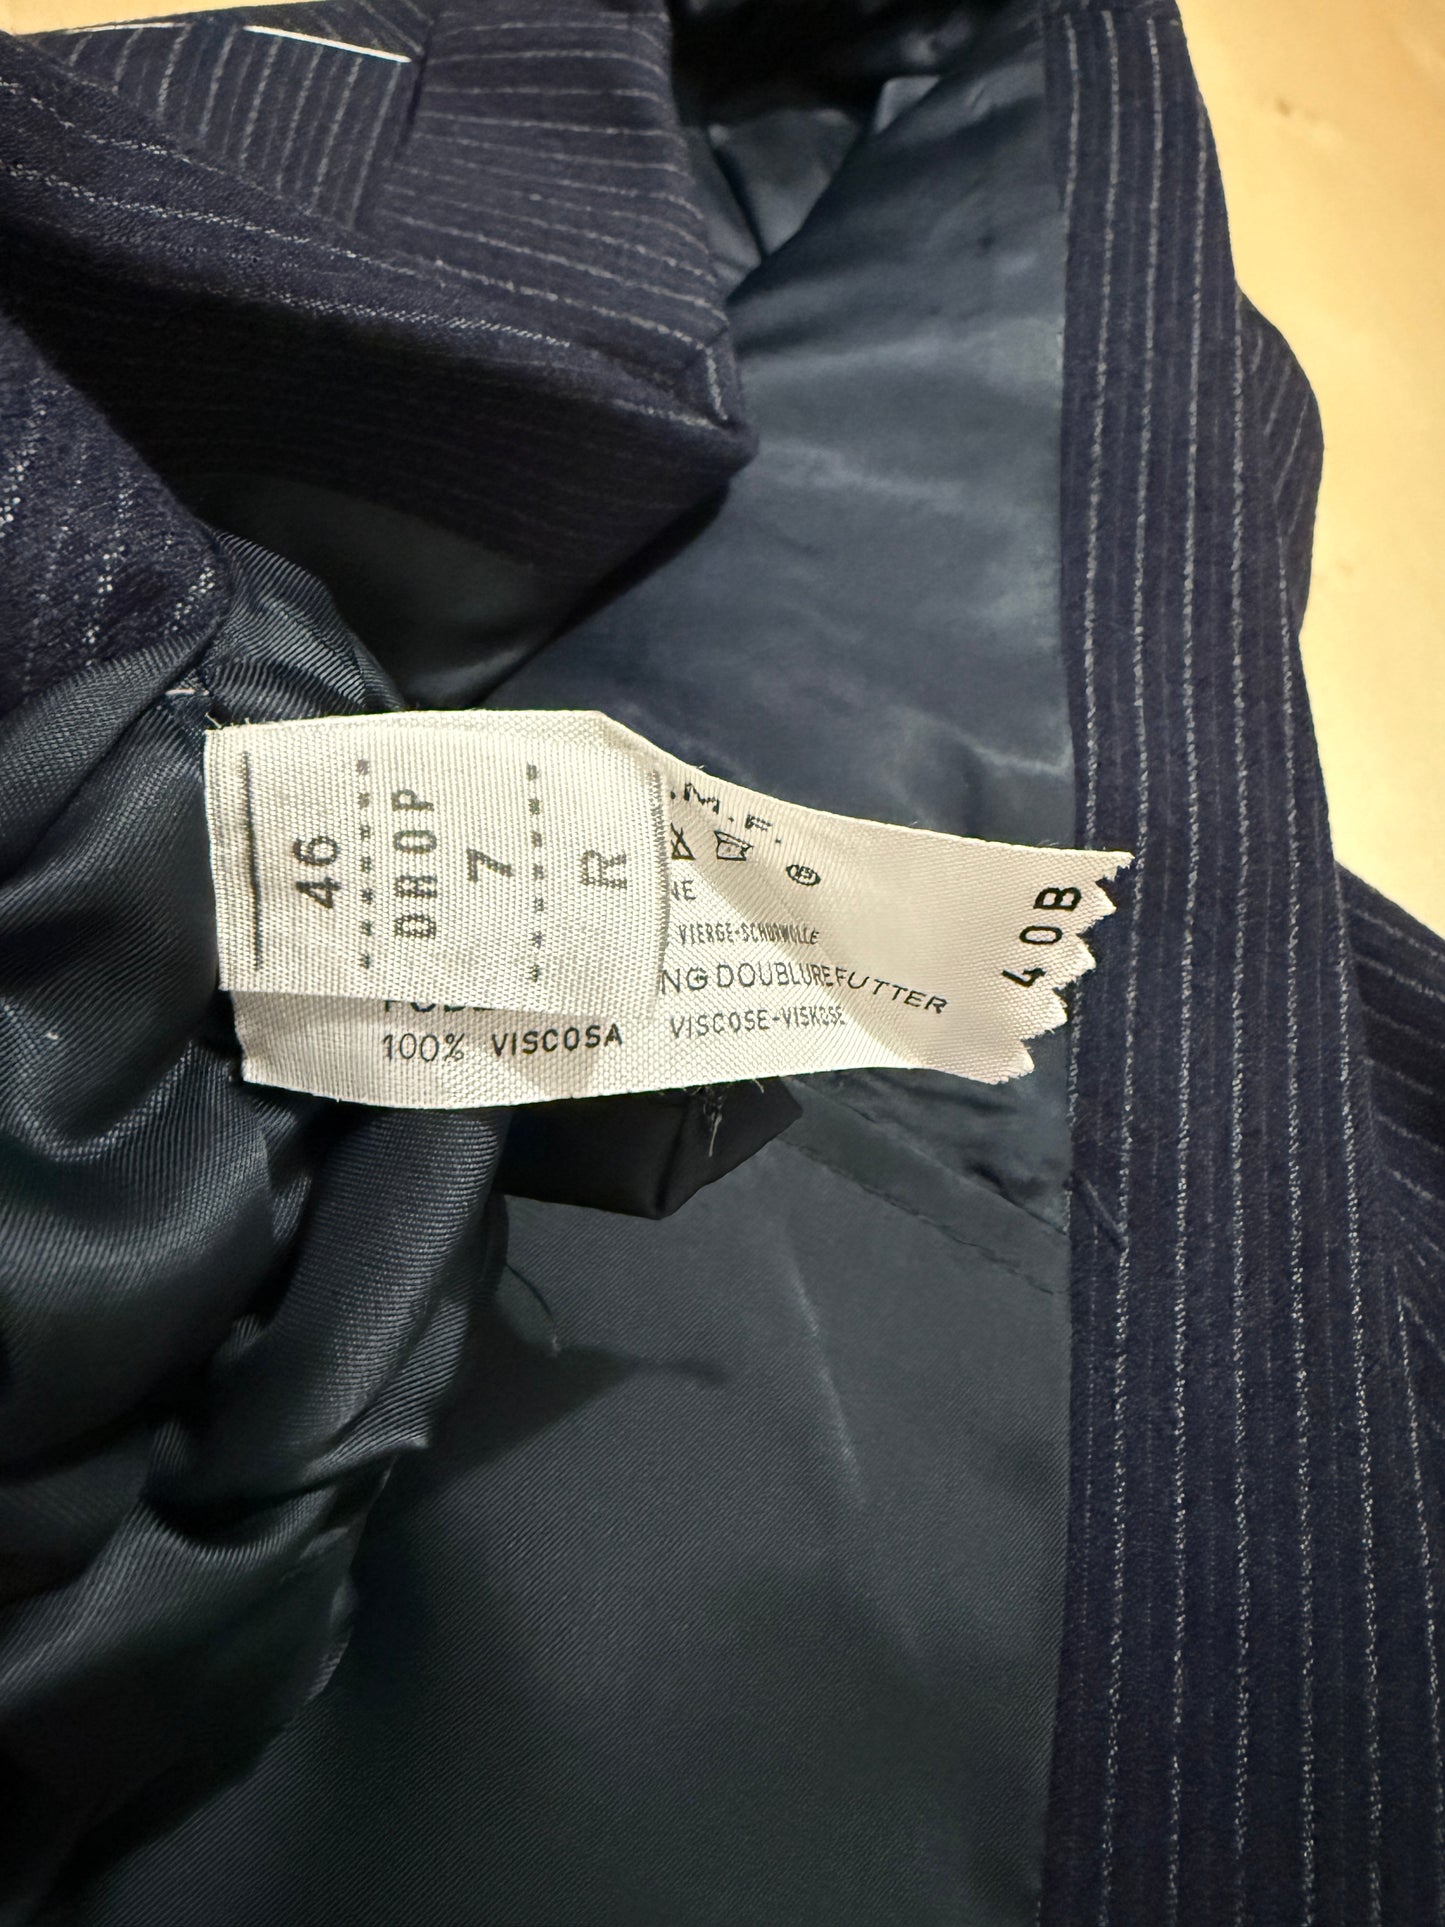 46
DROP
7
R
.M.F.
NE
VIERGE-SCHURWOLLE
NG DOUBLURE FUTTER
100% VISCOSA VISCOSE-VISKOSE
40B